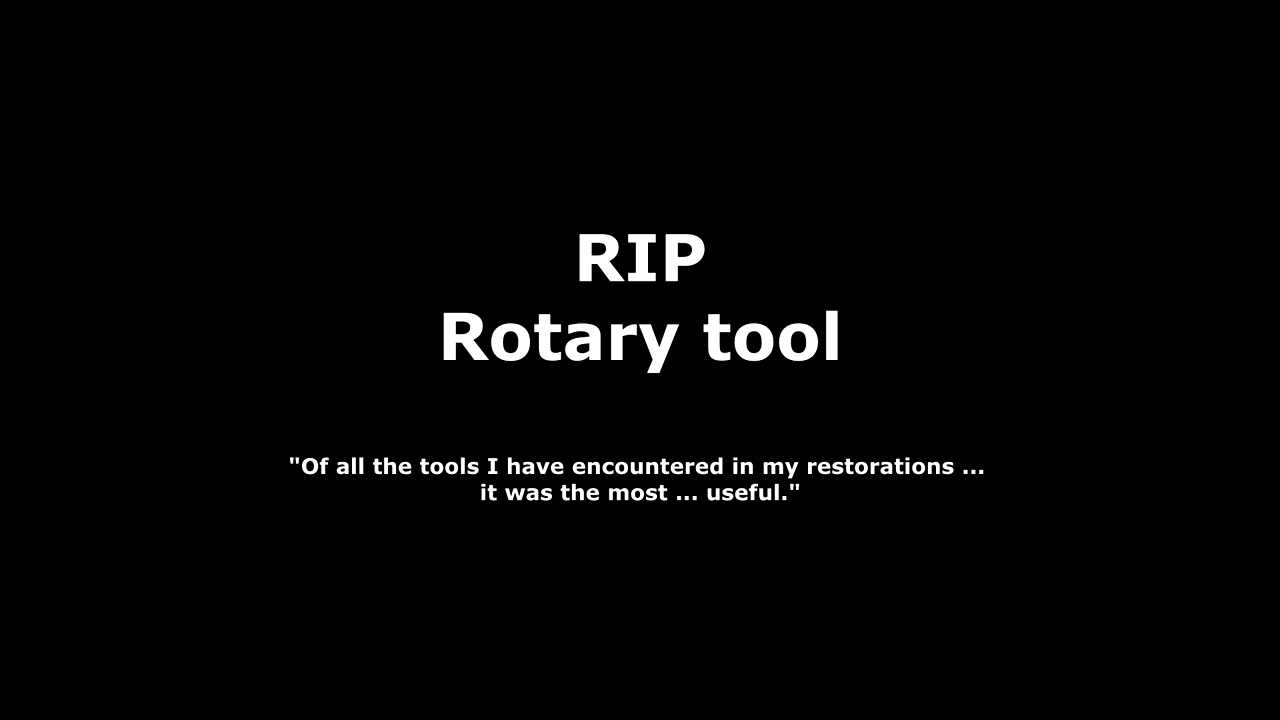 RIP
Rotary tool
"Of all the tools I have encountered in my restorations ...
it was the most ... useful."